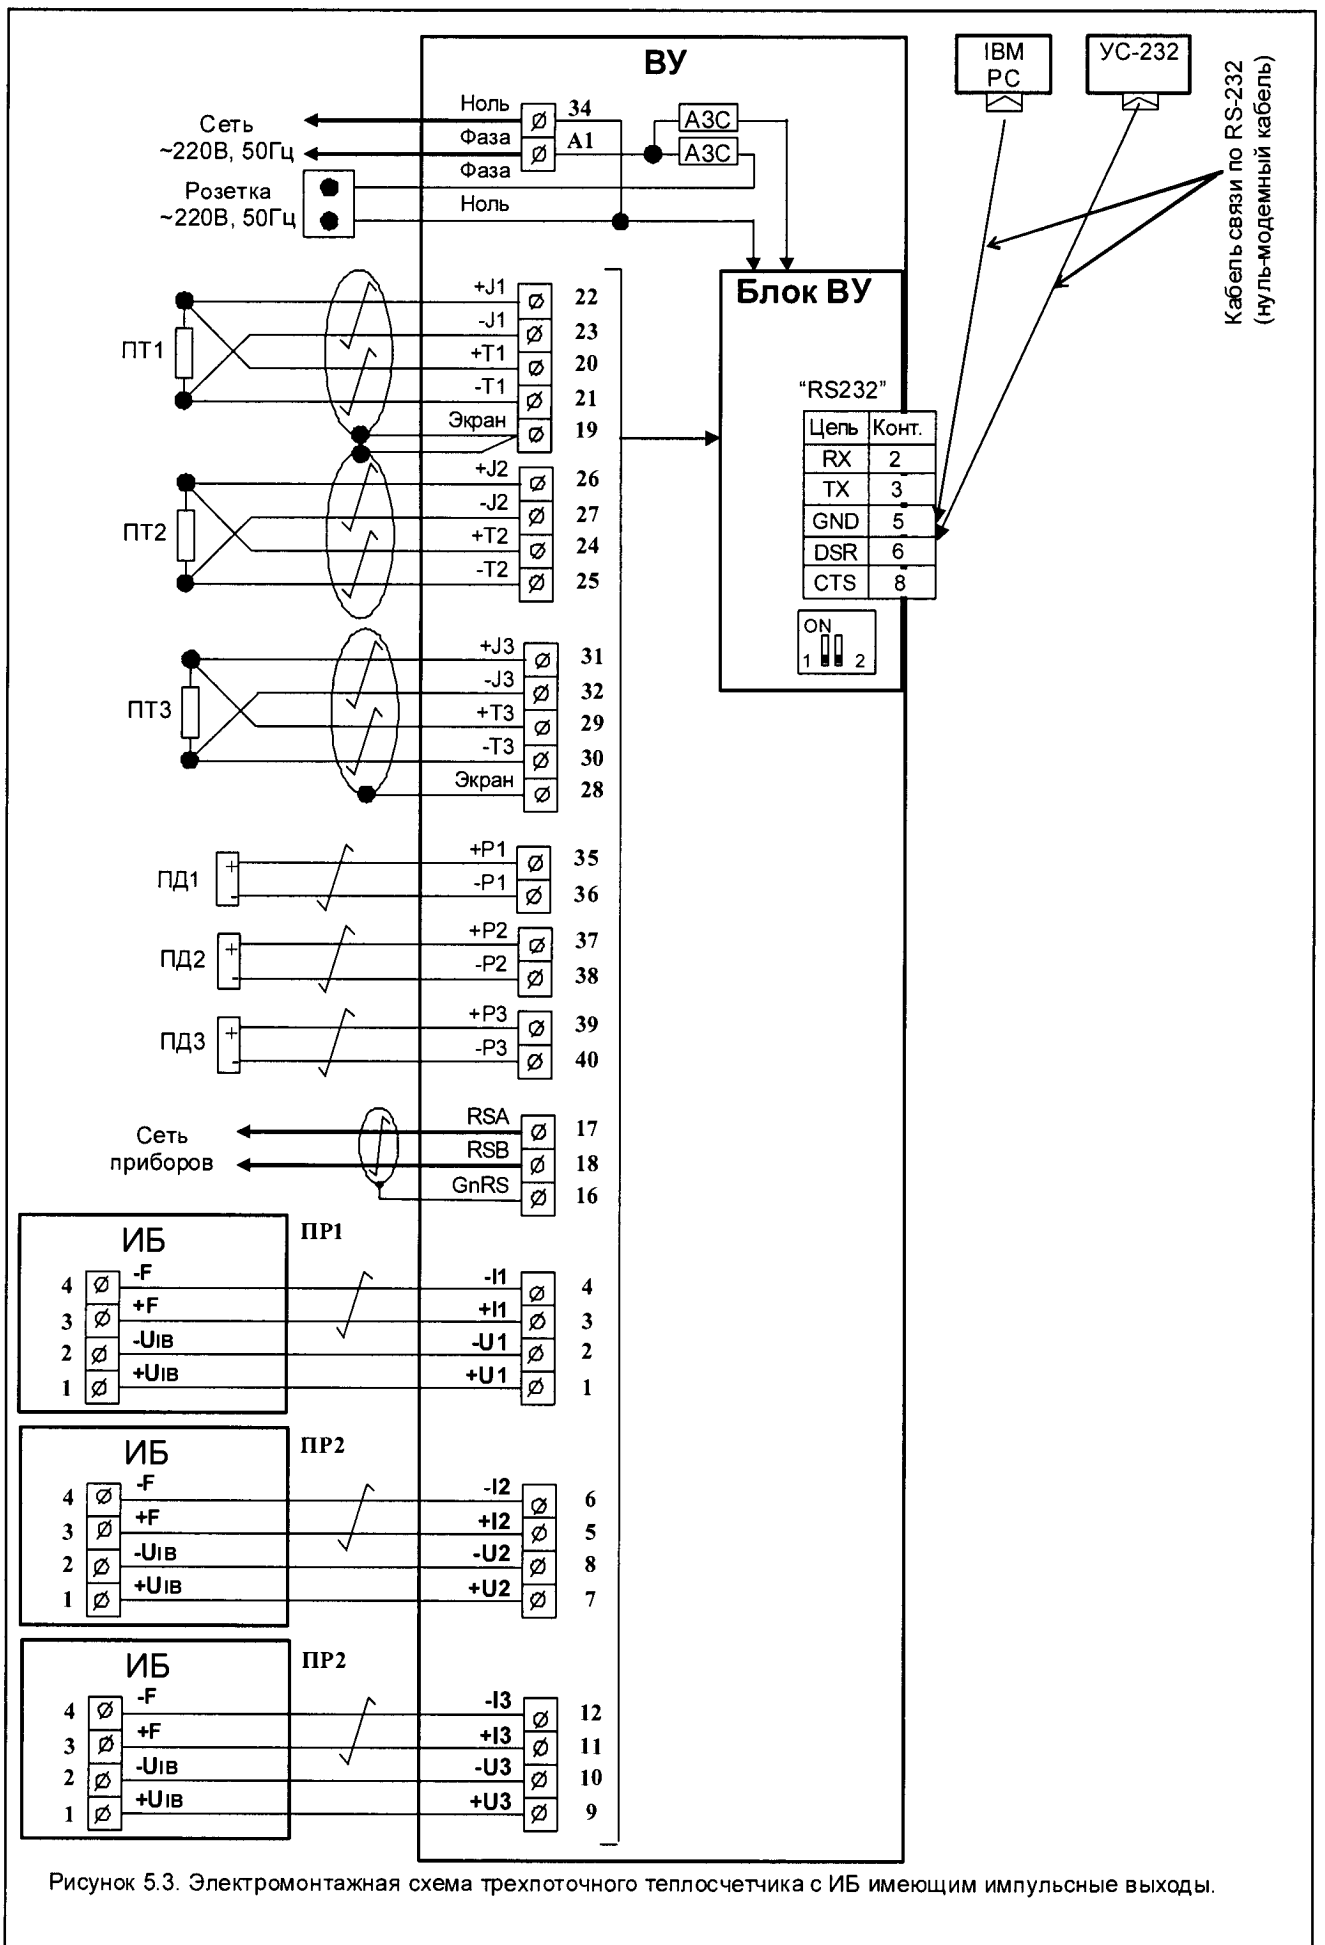 ВУ
IBM
PC
УС-232
Кабель связи по RS-232
(нуль-модемный кабель)
Сеть
~220В, 50Гц
Ноль 34
Фаза А1
АЗС
АЗС
Розетка
~220В, 50Гц
Фаза
Ноль
Блок ВУ
“RS232”
Цепь Конт.
RX 2
TX 3
GND 5
DSR 6
CTS 8
ON
1 2
ПТ1
+J1 22
-J1 23
+T1 20
-T1 21
Экран 19
ПТ2
+J2 26
-J2 27
+T2 24
-T2 25
ПТ3
+J3 31
-J3 32
+T3 29
-T3 30
Экран 28
ПД1
+ +P1 35
- -P1 36
ПД2
+ +P2 37
- -P2 38
ПД3
+ +P3 39
- -P3 40
Сеть
приборов
RSA 17
RSB 18
GnRS 16
ИБ ПР1
4 -F -I1 4
3 +F +I1 3
2 -UIB -U1 2
1 +UIB +U1 1
ИБ ПР2
4 -F -I2 6
3 +F +I2 5
2 -UIB -U2 8
1 +UIB +U2 7
ИБ ПР2
4 -F -I3 12
3 +F +I3 11
2 -UIB -U3 10
1 +UIB +U3 9
Рисунок 5.3. Электромонтажная схема трехпоточного теплосчетчика с ИБ имеющим импульсные выходы.